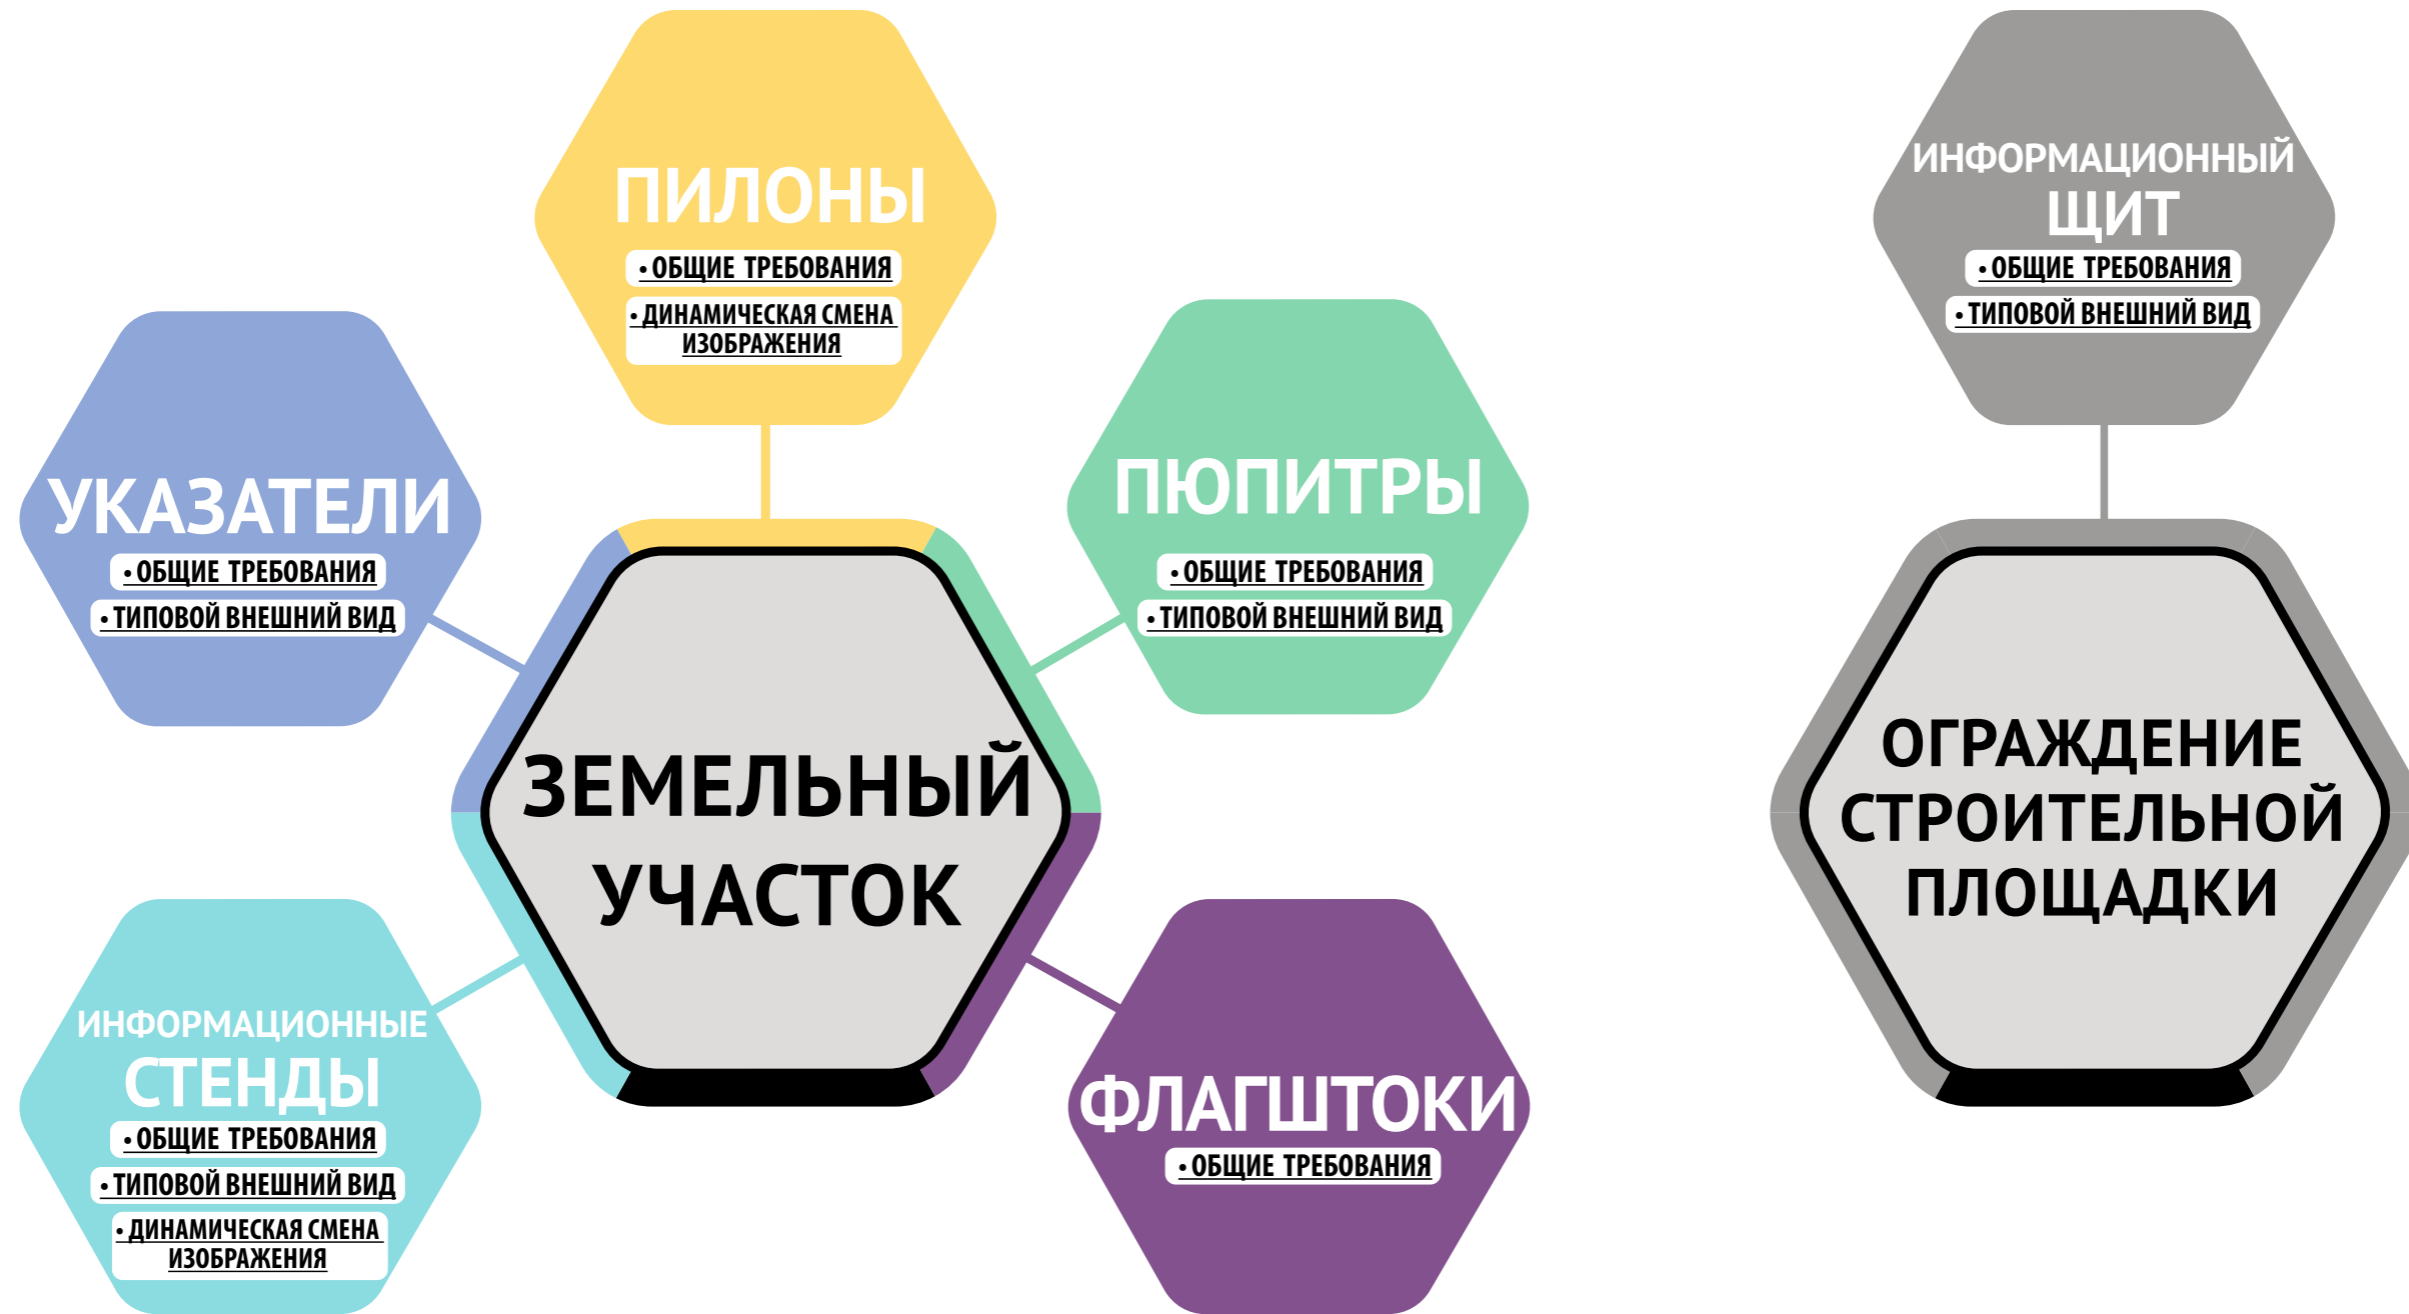 ПИЛОНЫ
• ОБЩИЕ ТРЕБОВАНИЯ
• ДИНАМИЧЕСКАЯ СМЕНА
ИЗОБРАЖЕНИЯ
УКАЗАТЕЛИ
• ОБЩИЕ ТРЕБОВАНИЯ
• ТИПОВОЙ ВНЕШНИЙ ВИД
ПЮПИТРЫ
• ОБЩИЕ ТРЕБОВАНИЯ
• ТИПОВОЙ ВНЕШНИЙ ВИД
ЗЕМЕЛЬНЫЙ
УЧАСТОК
ИНФОРМАЦИОННЫЕ
СТЕНДЫ
• ОБЩИЕ ТРЕБОВАНИЯ
• ТИПОВОЙ ВНЕШНИЙ ВИД
• ДИНАМИЧЕСКАЯ СМЕНА
ИЗОБРАЖЕНИЯ
ФЛАГШТОКИ
• ОБЩИЕ ТРЕБОВАНИЯ
ИНФОРМАЦИОННЫЙ
ЩИТ
• ОБЩИЕ ТРЕБОВАНИЯ
• ТИПОВОЙ ВНЕШНИЙ ВИД
ОГРАЖДЕНИЕ
СТРОИТЕЛЬНОЙ
ПЛОЩАДКИ